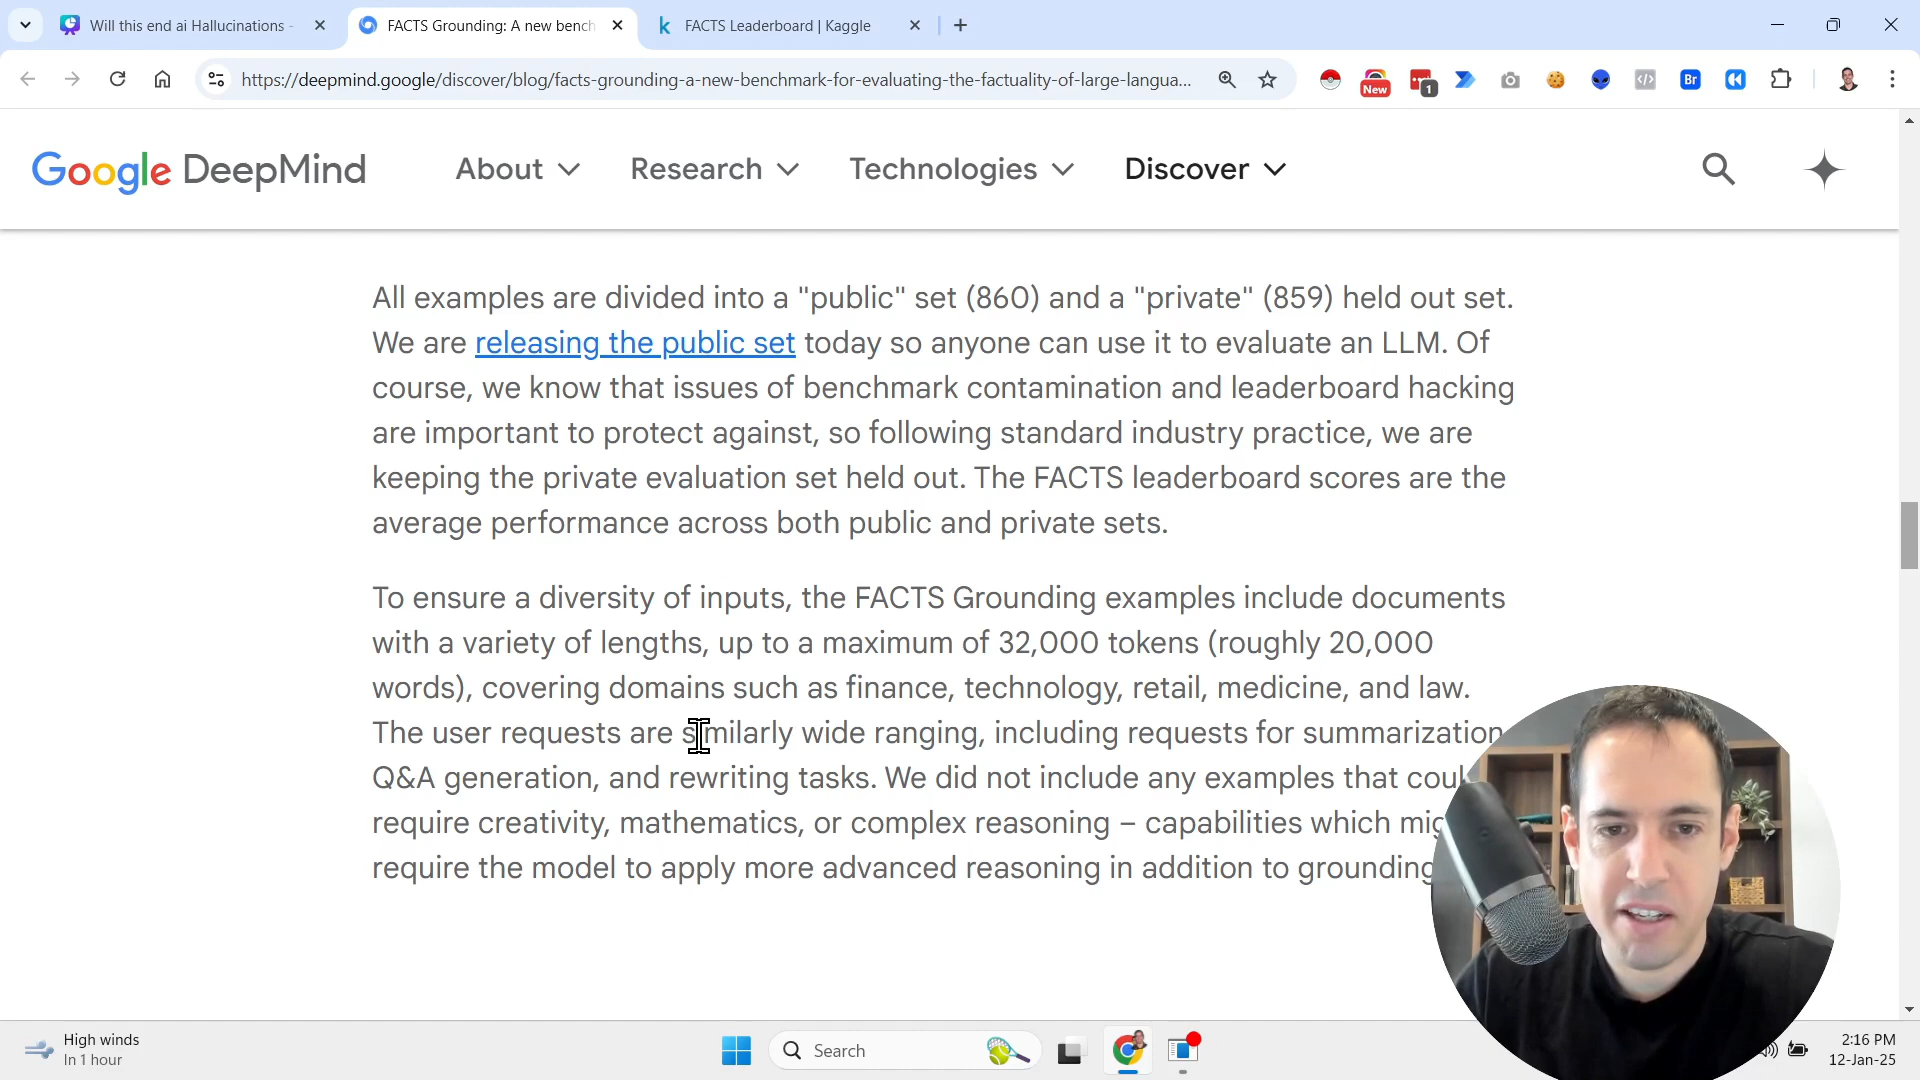 Will this end ai Hallucinations -
FACTS Grounding: A new bench
FACTS Leaderboard | Kaggle
https://deepmind.google/discover/blog/facts-grounding-a-new-benchmark-for-evaluating-the-factuality-of-large-langua...
New
1
Br
Google DeepMind
About
Research
Technologies
Discover
All examples are divided into a "public" set (860) and a "private" (859) held out set.
We are releasing the public set today so anyone can use it to evaluate an LLM. Of
course, we know that issues of benchmark contamination and leaderboard hacking
are important to protect against, so following standard industry practice, we are
keeping the private evaluation set held out. The FACTS leaderboard scores are the
average performance across both public and private sets.
To ensure a diversity of inputs, the FACTS Grounding examples include documents
with a variety of lengths, up to a maximum of 32,000 tokens (roughly 20,000
words), covering domains such as finance, technology, retail, medicine, and law.
The user requests are similarly wide ranging, including requests for summarization
Q&A generation, and rewriting tasks. We did not include any examples that coul
require creativity, mathematics, or complex reasoning – capabilities which mig
require the model to apply more advanced reasoning in addition to grounding
High winds
In 1 hour
Search
2:16 PM
12-Jan-25